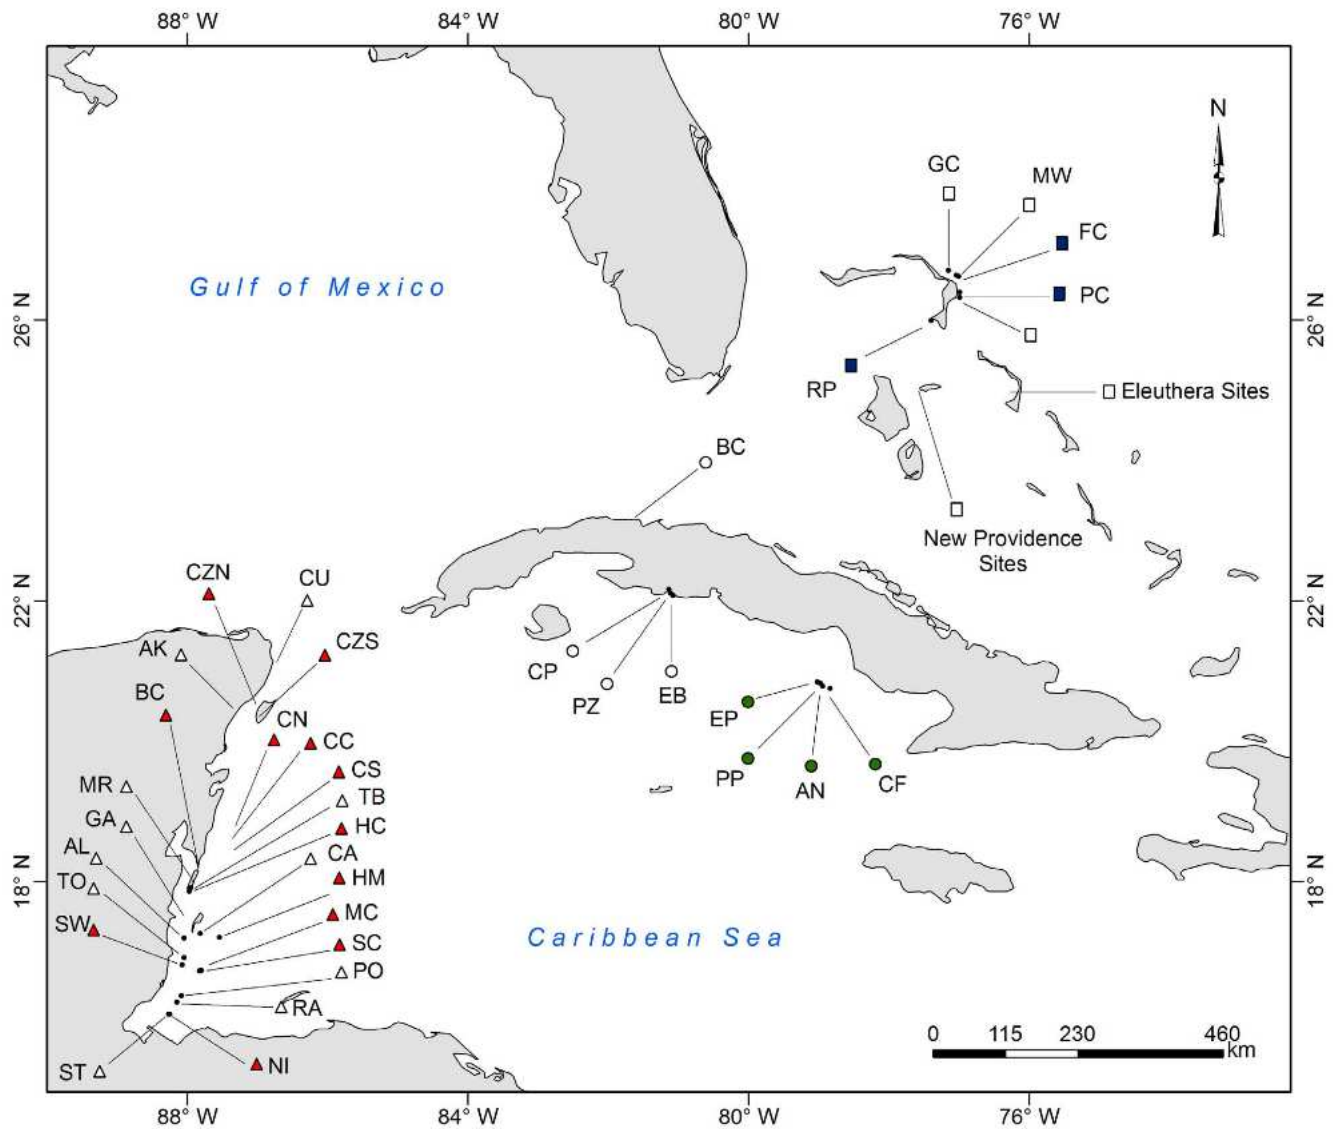 88° W
84° W
80° W
76° W
N
GC
MW
FC
PC
Gulf of Mexico
26° N
26° N
RP
Eleuthera Sites
BC
New Providence
Sites
CZN
CU
22° N
22° N
AK
CZS
BC
CP
PZ
EB
CN
EP
CC
CS
PP
AN
CF
MR
TB
GA
HC
AL
CA
TO
HM
18° N
18° N
SW
MC
Caribbean Sea
SC
PO
RA
0 115 230 460
km
ST
NI
88° W
84° W
80° W
76° W